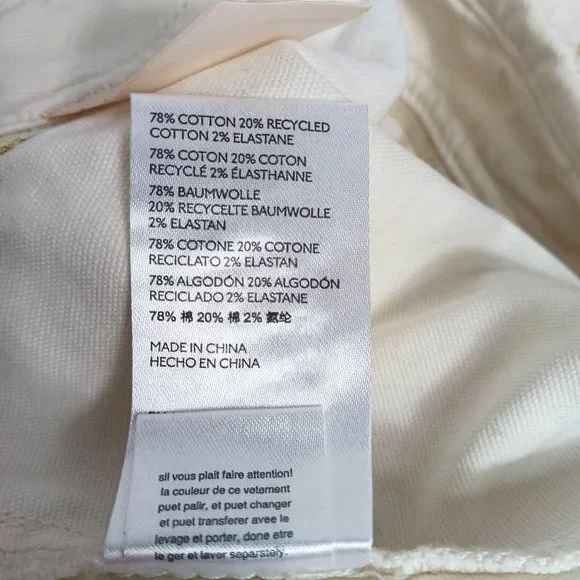 78% COTTON 20% RECYCLED
COTTON 2% ELASTANE
78% COTON 20% COTON
RECYCLÉ 2% ÉLASTHANNE
78% BAUMWOLLE
20% RECYCELTE BAUMWOLLE
2% ELASTAN
78% COTONE 20% COTONE
RECICLATO 2% ELASTAN
78% ALGODÓN 20% ALGODÓN
RECICLADO 2% ELASTANE
78% 棉 20% 棉 2% 氨纶
MADE IN CHINA
HECHO EN CHINA
sil vous plait faire attention!
la couleur de ce vetement
puet palir, et puet changer
et puet transferer avec le
levage et porter, done etre
le ger et laver separately.